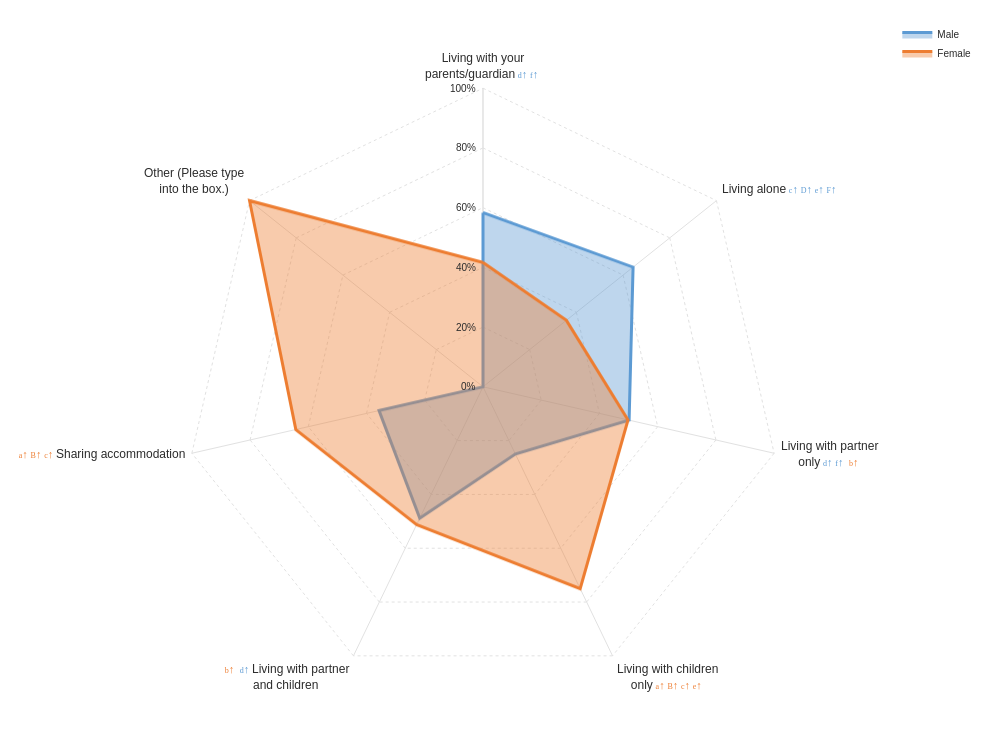 Male
Female
Living with your
parents/guardian d↑ f↑
100%
80%
60%
40%
20%
0%
Other (Please type
into the box.)
Living alone c↑ D↑ e↑ F↑
a↑ B↑ c↑ Sharing accommodation
Living with partner
only d↑ f↑ b↑
b↑ d↑ Living with partner
and children
Living with children
only a↑ B↑ c↑ e↑